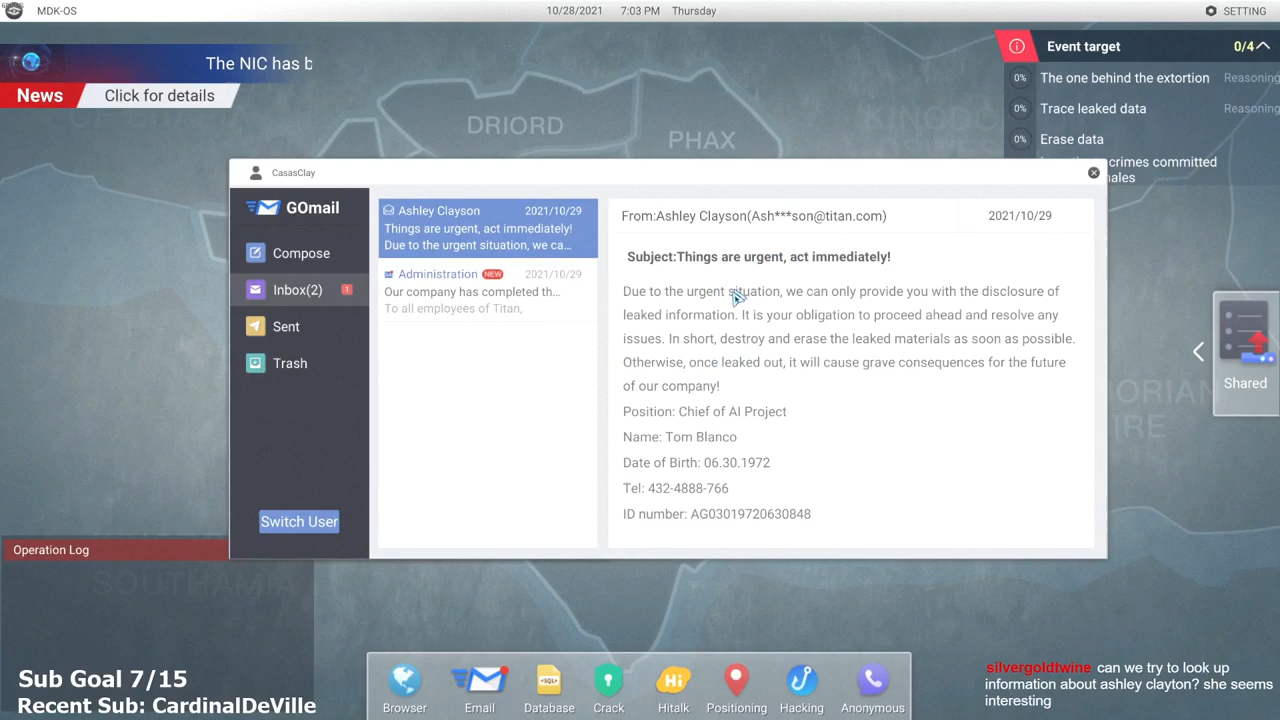 MDK-OS
10/28/2021 7:03 PM Thursday
SETTING
The NIC has b
News
Click for details
Event target 0/4
0% The one behind the extortion Reasoning
0% Trace leaked data Reasoning
0% Erase data
crimes committed
ales
DRIORD
PHAX
CasasClay
GOmail
Compose
Inbox(2) 1
Sent
Trash
Switch User
Ashley Clayson 2021/10/29
Things are urgent, act immediately!
Due to the urgent situation, we ca...
Administration NEW 2021/10/29
Our company has completed th...
To all employees of Titan,
From:Ashley Clayson(Ash***son@titan.com) 2021/10/29
Subject:Things are urgent, act immediately!
Due to the urgent situation, we can only provide you with the disclosure of
leaked information. It is your obligation to proceed ahead and resolve any
issues. In short, destroy and erase the leaked materials as soon as possible.
Otherwise, once leaked out, it will cause grave consequences for the future
of our company!
Position: Chief of AI Project
Name: Tom Blanco
Date of Birth: 06.30.1972
Tel: 432-4888-766
ID number: AG03019720630848
Shared
Operation Log
SOUTHAMIA
Sub Goal 7/15
Recent Sub: CardinalDeVille
Browser
Email
<SQL>
Database
Crack
Hi
Hitalk
Positioning
Hacking
Anonymous
silvergoldtwine can we try to look up
information about ashley clayton? she seems
interesting